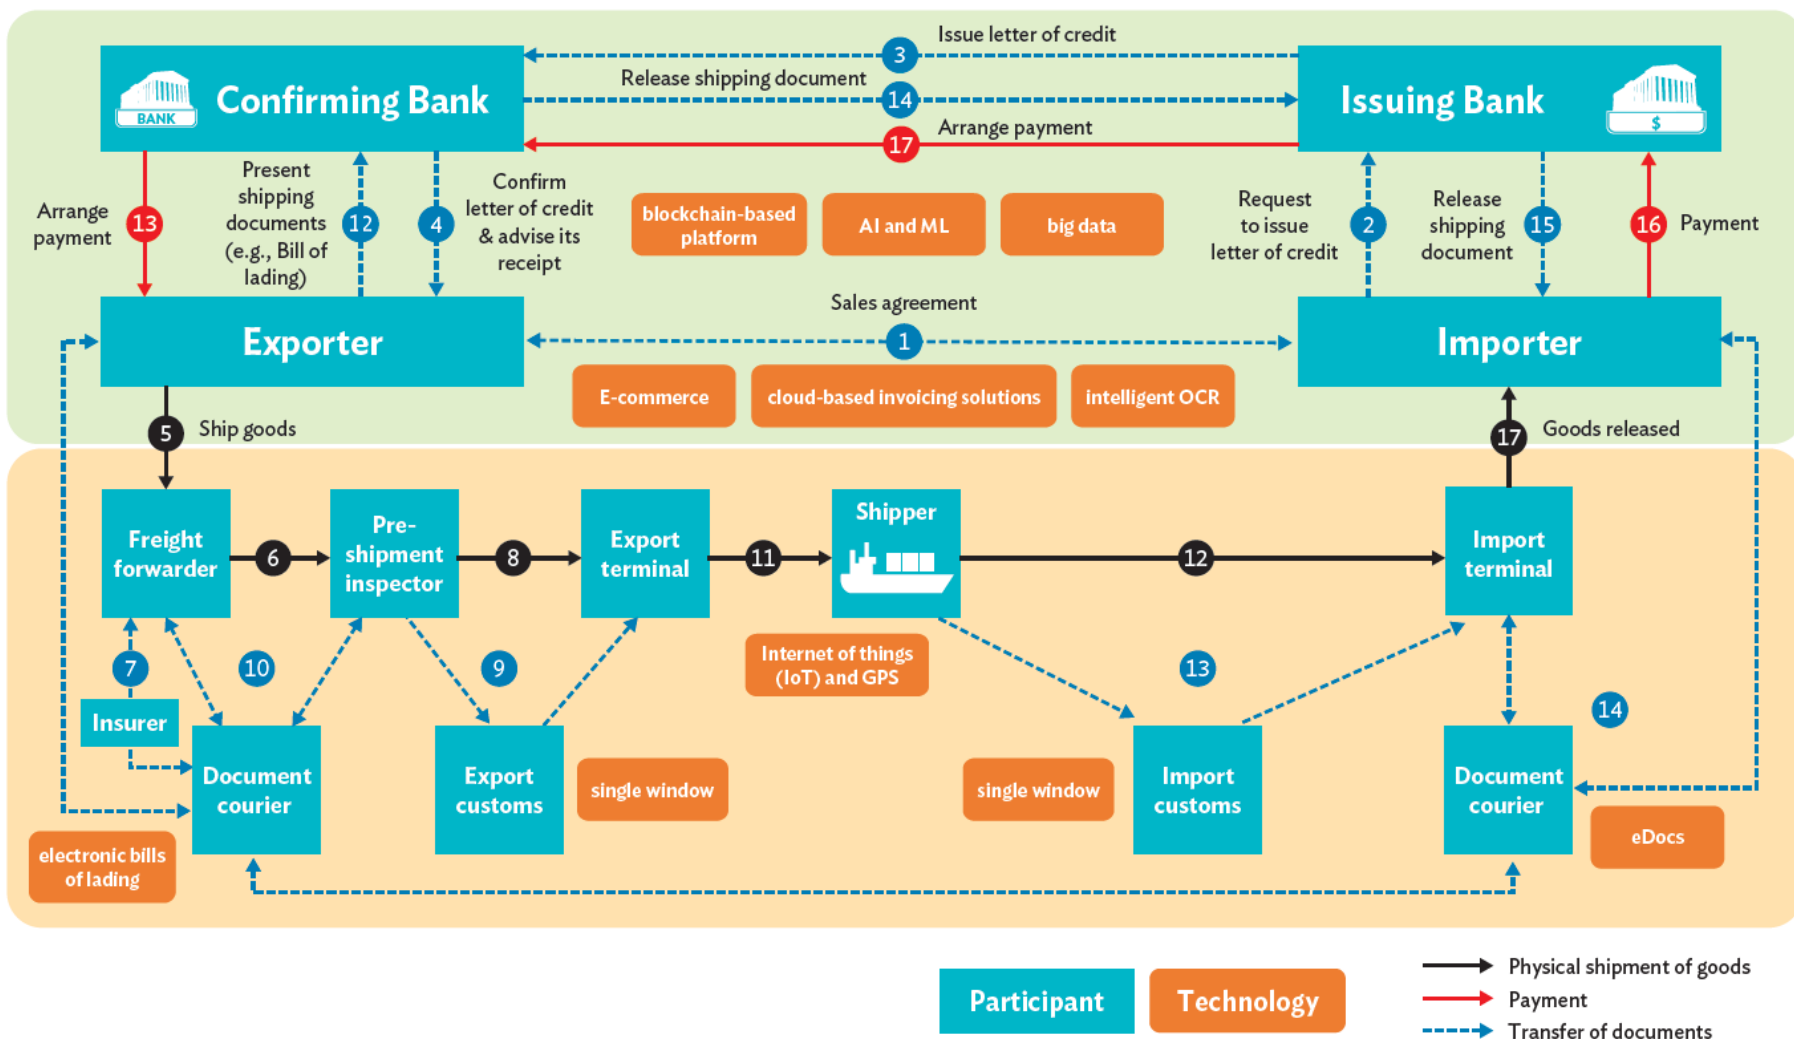 Issue letter of credit
3
Release shipping document
14
Arrange payment
17
BANK
Confirming Bank
Issuing Bank
$
Arrange
payment
13
Present
shipping
documents
(e.g., Bill of
lading)
12
4
Confirm
letter of credit
& advise its
receipt
blockchain-based
platform
AI and ML
big data
Request
to issue
letter of credit
2
Release
shipping
document
15
16
Payment
Exporter
Sales agreement
1
Importer
E-commerce
cloud-based invoicing solutions
intelligent OCR
5
Ship goods
17
Goods released
Freight
forwarder
6
Pre-
shipment
inspector
8
Export
terminal
11
Shipper
12
Import
terminal
7
10
9
Internet of things
(IoT) and GPS
13
14
Insurer
Document
courier
Export
customs
single window
single window
Import
customs
Document
courier
electronic bills
of lading
eDocs
Participant
Technology
Physical shipment of goods
Payment
Transfer of documents